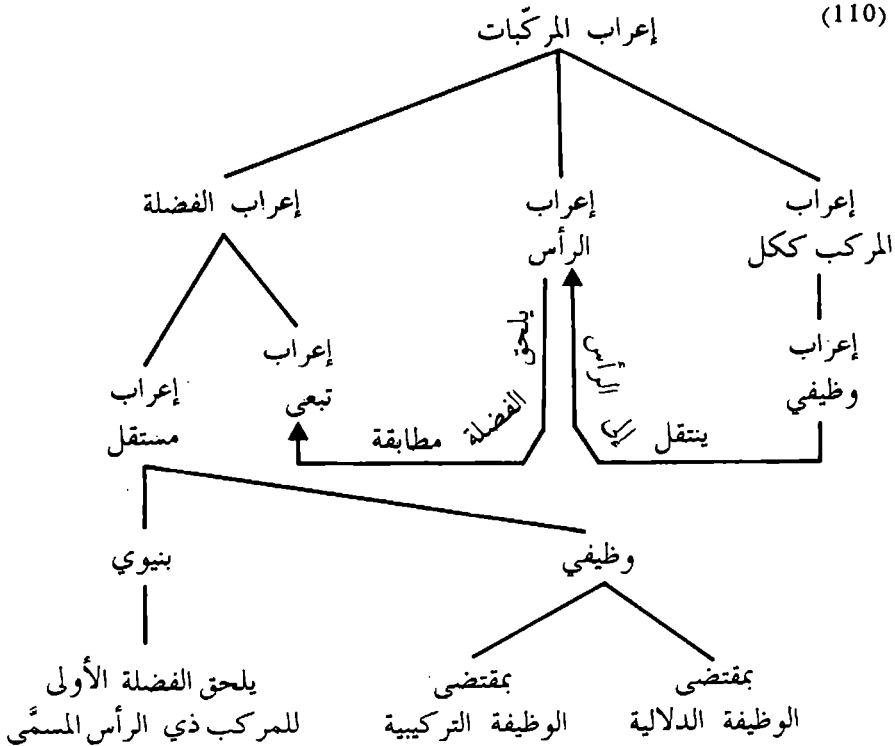 (110)
إعراب المركّبات
إعراب
المركب ككل
إعراب
الرأس
إعراب الفضلة
إعراب
وظيفي
ينتقل إلى الرأس
يلحق الفضلة مطابقة
إعراب
تبعى
إعراب
مستقل
وظيفي
بنيوي
بمقتضى
الوظيفة الدلالية
بمقتضى
الوظيفة التركيبية
يلحق الفضلة الأولى
للمركب ذي الرأس المسمَّى